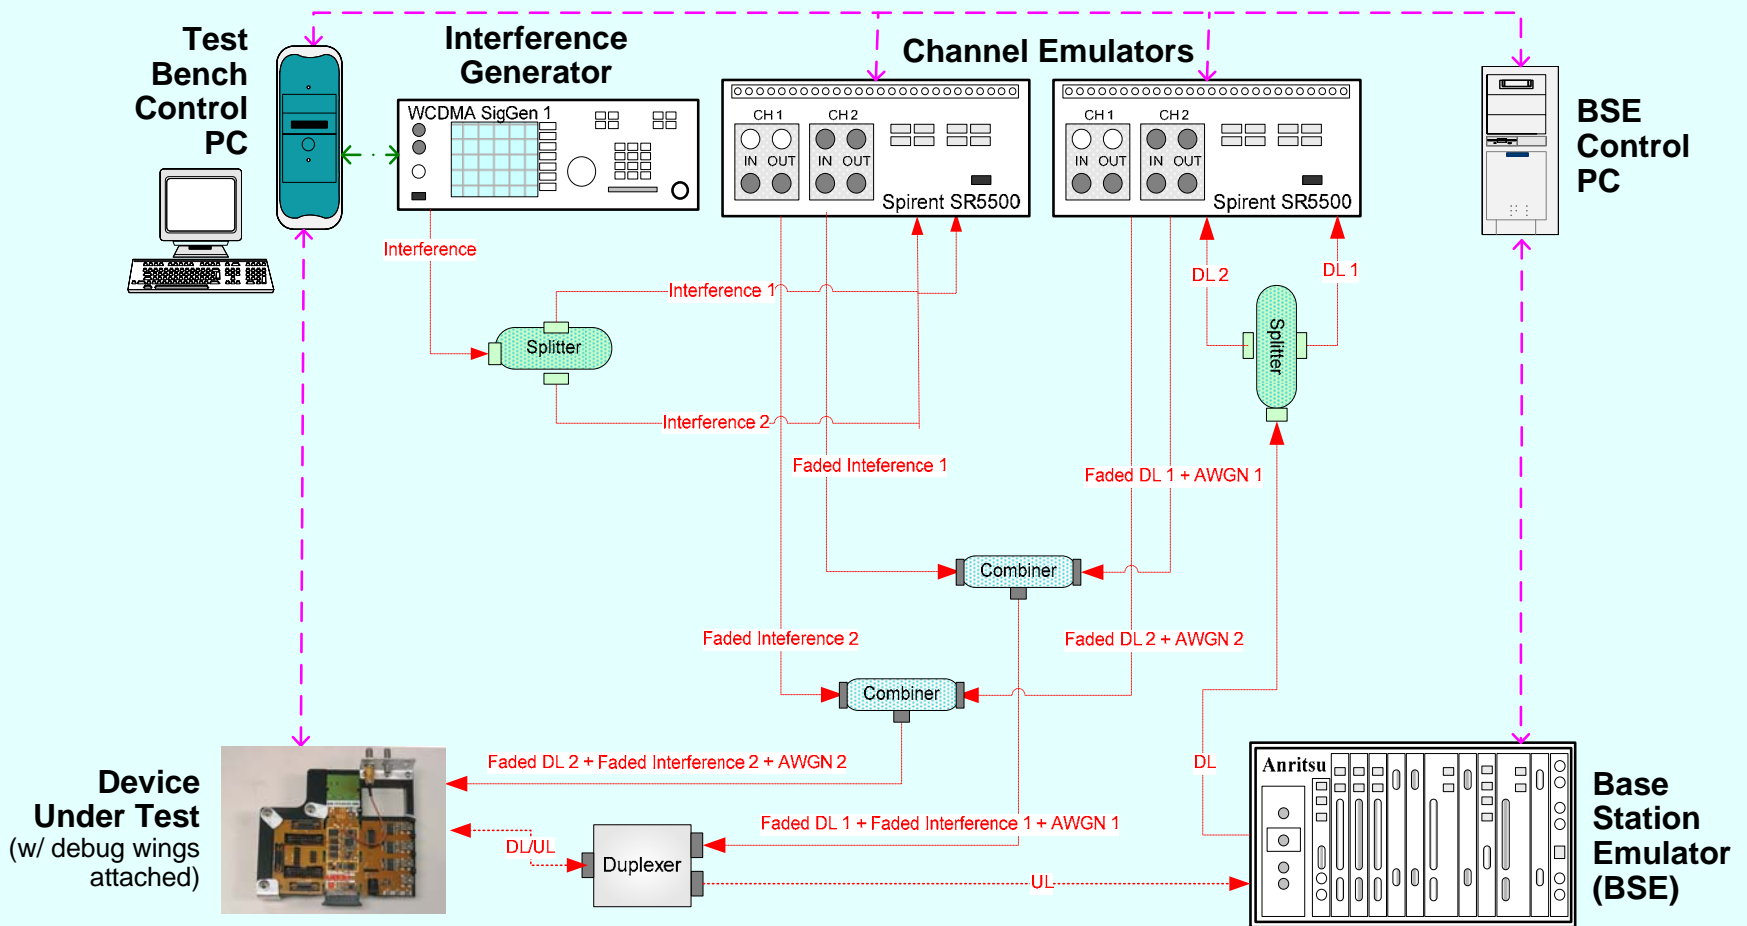 Test
Bench
Control
PC
Interference
Generator
Channel Emulators
BSE
Control
PC
WCDMA SigGen 1
CH 1
CH 2
IN OUT
IN OUT
Spirent SR5500
CH 1
CH 2
IN OUT
IN OUT
Spirent SR5500
Interference
Interference 1
DL 2
DL 1
Splitter
Splitter
Interference 2
Faded Inteference 1
Faded DL 1 + AWGN 1
Combiner
Faded Inteference 2
Faded DL 2 + AWGN 2
Combiner
Faded DL 2 + Faded Interference 2 + AWGN 2
DL
Anritsu
Device
Under Test
(w/ debug wings
attached)
Faded DL 1 + Faded Interference 1 + AWGN 1
DL/UL
Duplexer
UL
Base
Station
Emulator
(BSE)